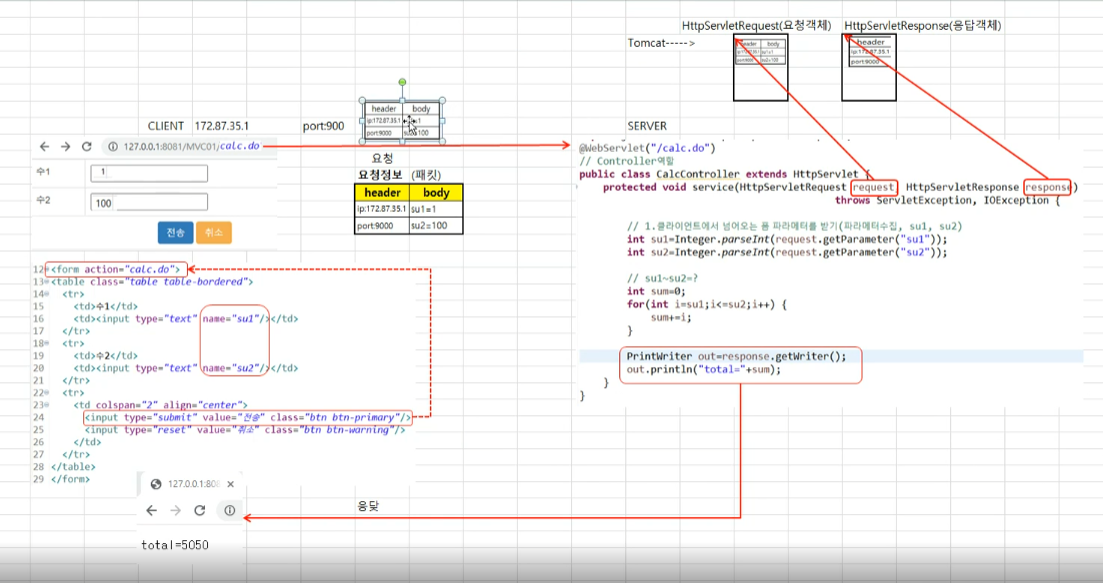 HttpServletRequest(요청객체) HttpServletResponse(응답객체)
Tomcat----->
header body
ip:172.87.35.1 su1=1
port:9000 su2=100
header
ip:172.87.35.1
port:9000
header body
ip:172.87.35.1
port:9000 su2=100
CLIENT 172.87.35.1 port:900
SERVER
127.0.0.1:8081/MVC01/calc.do
요청
요청정보 (패킷)
header body
ip:172.87.35.1 su1=1
port:9000 su2=100
수1 1
수2 100
전송 취소
@WebServlet("/calc.do")
// Controller역할
public class CalcController extends HttpServlet {
protected void service(HttpServletRequest request, HttpServletResponse response)
throws ServletException, IOException {
// 1.클라이언트에서 넘어오는 폼 파라메터를 받기(파라메터수집, su1, su2)
int su1=Integer.parseInt(request.getParameter("su1"));
int su2=Integer.parseInt(request.getParameter("su2"));
// su1~su2=?
int sum=0;
for(int i=su1;i<=su2;i++) {
sum+=i;
}
PrintWriter out=response.getWriter();
out.println("total="+sum);
}
}
12 <form action="calc.do">
13 <table class="table table-bordered">
14 <tr>
15 <td>수1</td>
16 <td><input type="text" name="su1"/></td>
17 </tr>
18 <tr>
19 <td>수2</td>
20 <td><input type="text" name="su2"/></td>
21 </tr>
22 <tr>
23 <td colspan="2" align="center">
24 <input type="submit" value="전송" class="btn btn-primary"/>
25 <input type="reset" value="취소" class="btn btn-warning"/>
26 </td>
27 </tr>
28 </table>
29 </form>
127.0.0.1:80
응닺
total=5050